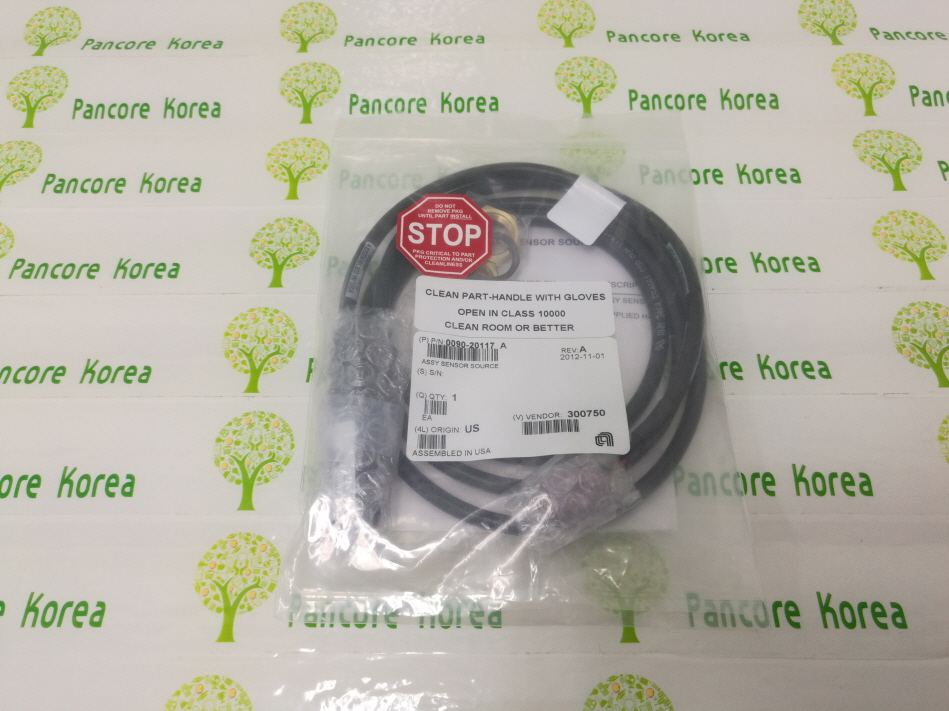 Pancore Korea
Pancore Korea
Pancore Korea
Pancore Korea
Pancore Korea
Pancore Korea
Pancore Korea
Pan
Pancore Korea
Pancore Korea
Pancore Korea
Pancore Korea
Pancore Korea
DO NOT
REMOVE PKG
UNTIL PART INSTALL
STOP
PKG CRITICAL TO PART
PROTECTION AND/OR
CLEANLINESS
ENSOR SOU
CLEAN PART-HANDLE WITH GLOVES
OPEN IN CLASS 10000
CLEAN ROOM OR BETTER
(P) P/N: 0090-20117 A
REV: A
2012-11-01
ASSY SENSOR SOURCE
(S) S/N:
(Q) QTY: 1
EA
(V) VENDOR: 300750
(4L) ORIGIN: US
ASSEMBLED IN USA
Pancore Korea
Pancore Korea
ore Korea
Pancore Korea
e Korea
Pancore Korea
Pancore Korea